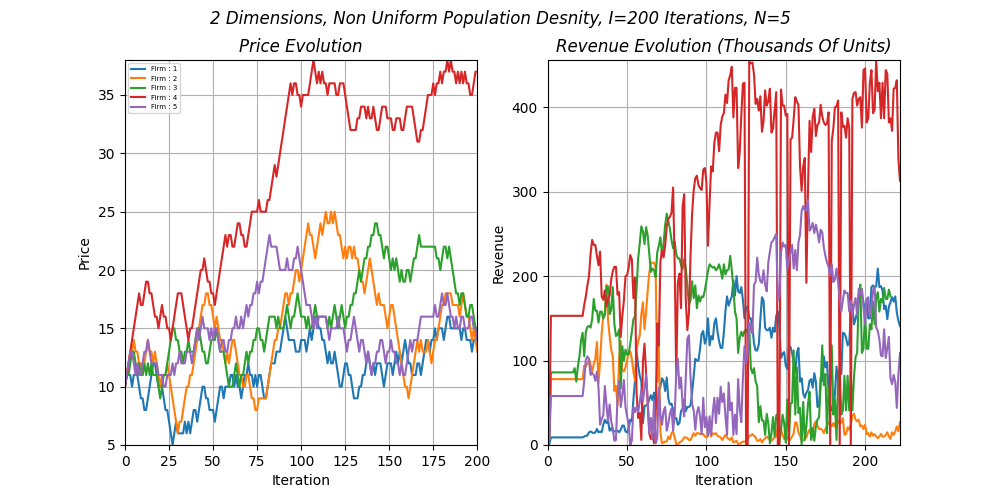 2 Dimensions, Non Uniform Population Desnity, I=200 Iterations, N=5
Price Evolution
Revenue Evolution (Thousands Of Units)
Firm : 1
Firm : 2
Firm : 3
Firm : 4
Firm : 5
35
30
25
20
15
10
5
Price
0
25
50
75
100
125
150
175
200
Iteration
400
300
200
100
0
Revenue
0
50
100
150
200
Iteration